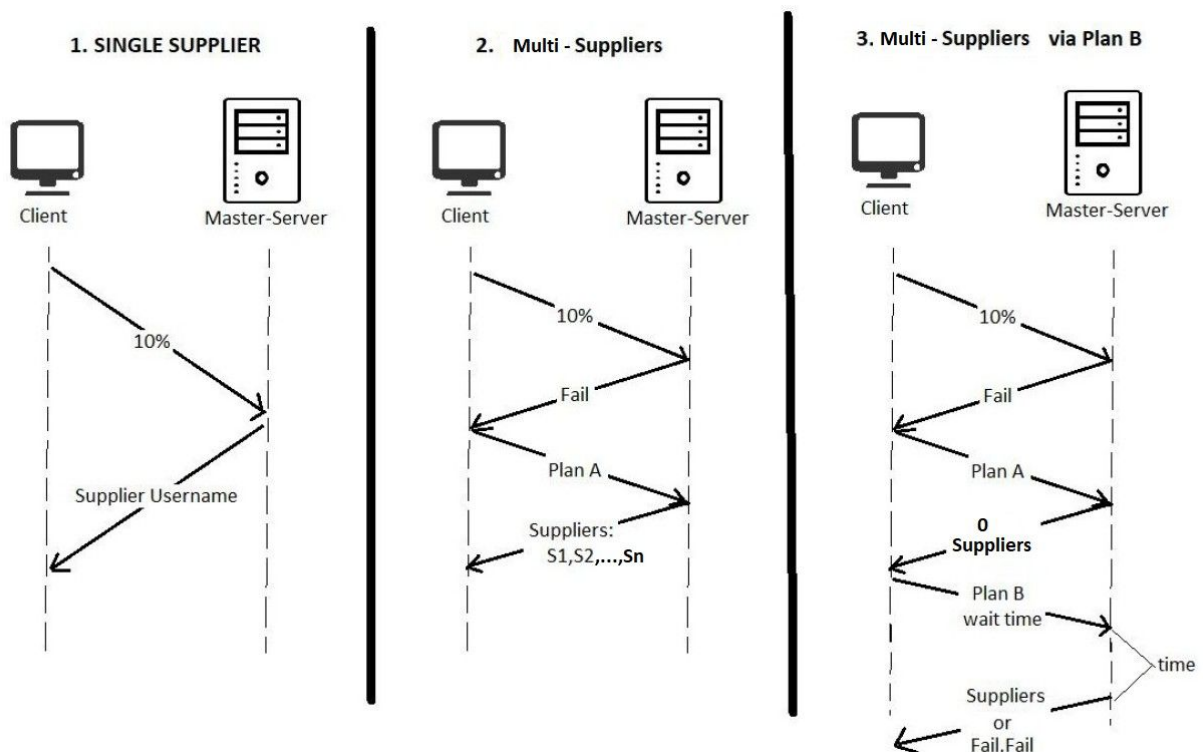 1. SINGLE SUPPLIER
Client
Master-Server
10%
Supplier Username
2. Multi - Suppliers
Client
Master-Server
10%
Fail
Plan A
Suppliers:
S1,S2,...,Sn
3. Multi - Suppliers via Plan B
Client
Master-Server
10%
Fail
Plan A
0
Suppliers
Plan B
wait time
time
Suppliers
or
Fail.Fail